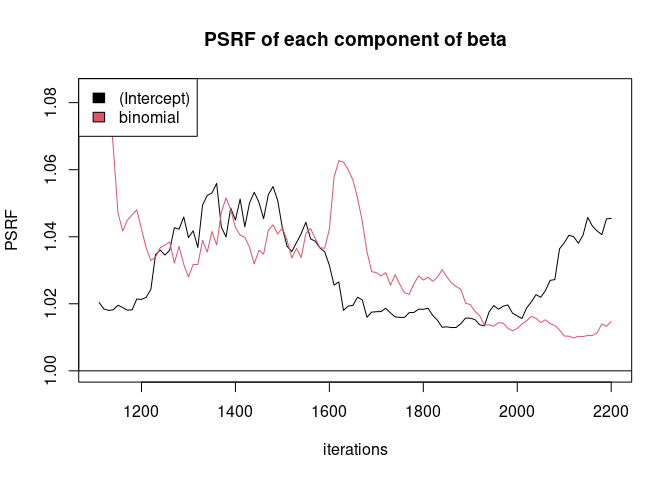 PSRF of each component of beta
(Intercept)
binomial
PSRF
1.08
1.06
1.04
1.02
1.00
1200 1400 1600 1800 2000 2200
iterations